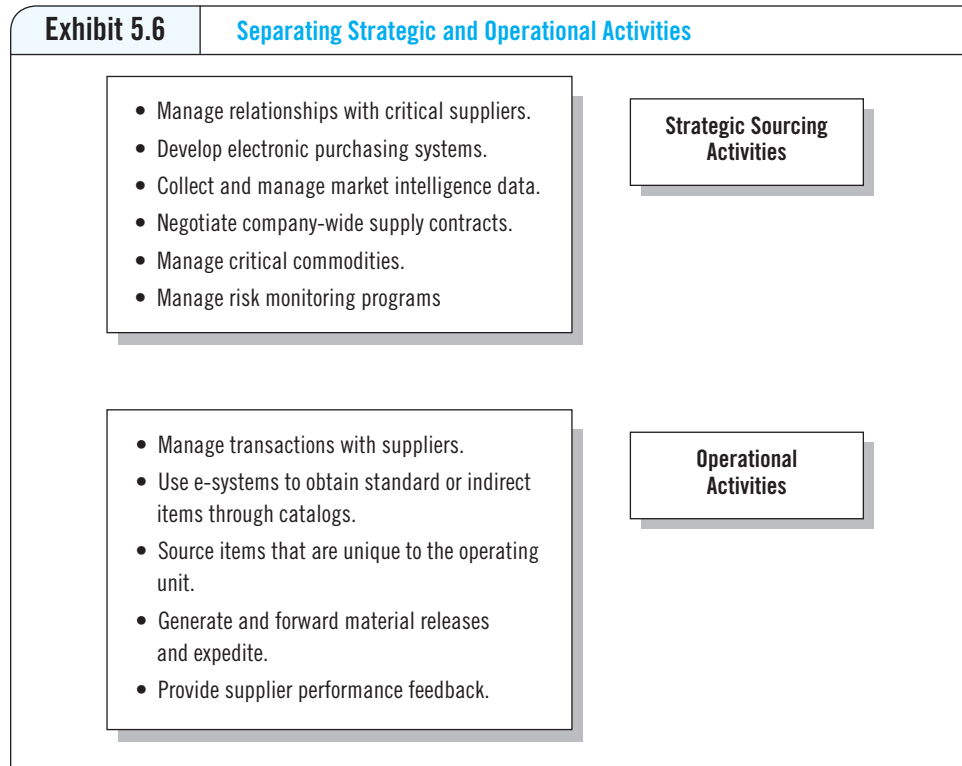 Exhibit 5.6
Separating Strategic and Operational Activities
• Manage relationships with critical suppliers.
• Develop electronic purchasing systems.
• Collect and manage market intelligence data.
• Negotiate company-wide supply contracts.
• Manage critical commodities.
• Manage risk monitoring programs
Strategic Sourcing
Activities
• Manage transactions with suppliers.
• Use e-systems to obtain standard or indirect
items through catalogs.
• Source items that are unique to the operating
unit.
• Generate and forward material releases
and expedite.
• Provide supplier performance feedback.
Operational
Activities